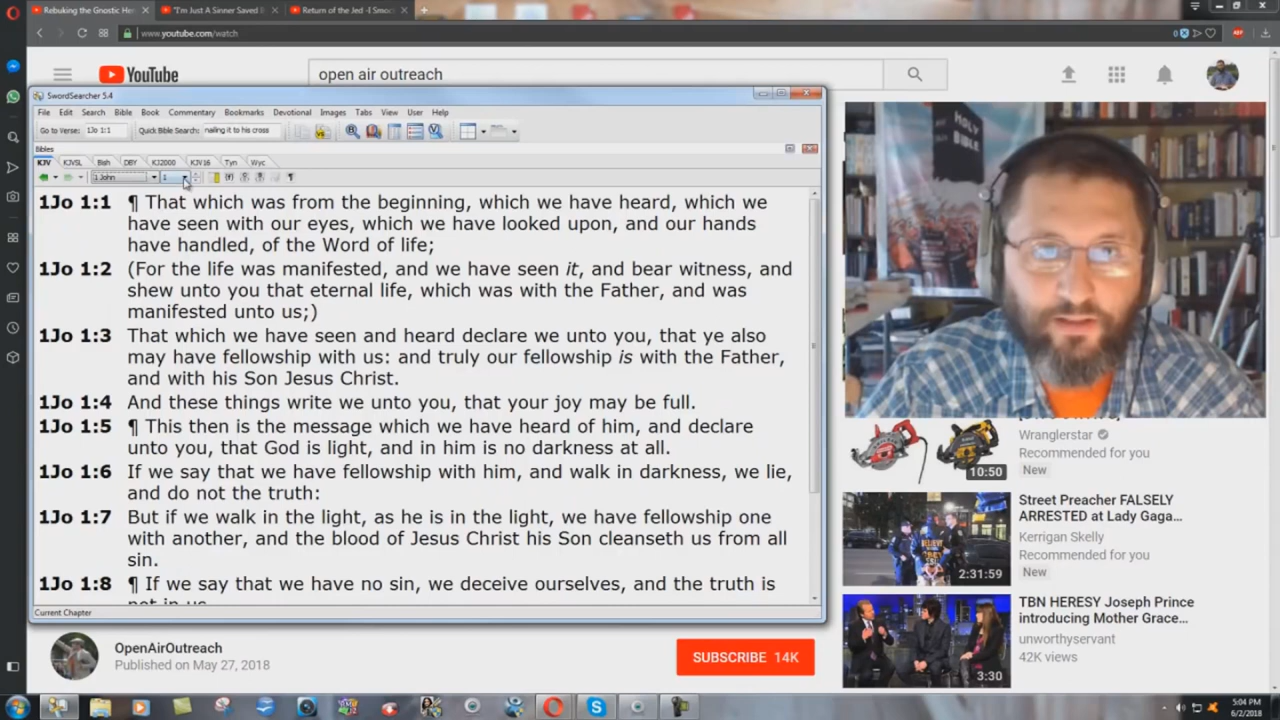 Rebuking the Gnostic He
"I'm Just A Sinner Saved
Return of the Jed -I Smoc
www.youtube.com/watch
YouTube
open air outreach
SwordSearcher 5.4
File Edit Search Bible Book Commentary Bookmarks Devotional Images Tabs View User Help
Go to Verse: 1Jo 1:1 Quick Bible Search: nailing it to his cross
Bibles
KJV KJVSL Bish DBY KJ2000 KJV16 Tyn Wyc
1 John 1
1Jo 1:1 ¶ That which was from the beginning, which we have heard, which we
have seen with our eyes, which we have looked upon, and our hands
have handled, of the Word of life;
1Jo 1:2 (For the life was manifested, and we have seen it, and bear witness, and
shew unto you that eternal life, which was with the Father, and was
manifested unto us;)
1Jo 1:3 That which we have seen and heard declare we unto you, that ye also
may have fellowship with us: and truly our fellowship is with the Father,
and with his Son Jesus Christ.
1Jo 1:4 And these things write we unto you, that your joy may be full.
1Jo 1:5 ¶ This then is the message which we have heard of him, and declare
unto you, that God is light, and in him is no darkness at all.
1Jo 1:6 If we say that we have fellowship with him, and walk in darkness, we lie,
and do not the truth:
1Jo 1:7 But if we walk in the light, as he is in the light, we have fellowship one
with another, and the blood of Jesus Christ his Son cleanseth us from all
sin.
1Jo 1:8 ¶ If we say that we have no sin, we deceive ourselves, and the truth is
not in us
Current Chapter
OpenAirOutreach
Published on May 27, 2018
SUBSCRIBE 14K
HOLY
BIBLE
Wranglerstar
Recommended for you
New
10:50
Street Preacher FALSELY
ARRESTED at Lady Gaga...
Kerrigan Skelly
Recommended for you
New
2:31:59
TBN HERESY Joseph Prince
introducing Mother Grace...
unworthyservant
42K views
3:30
5:04 PM
6/2/2018